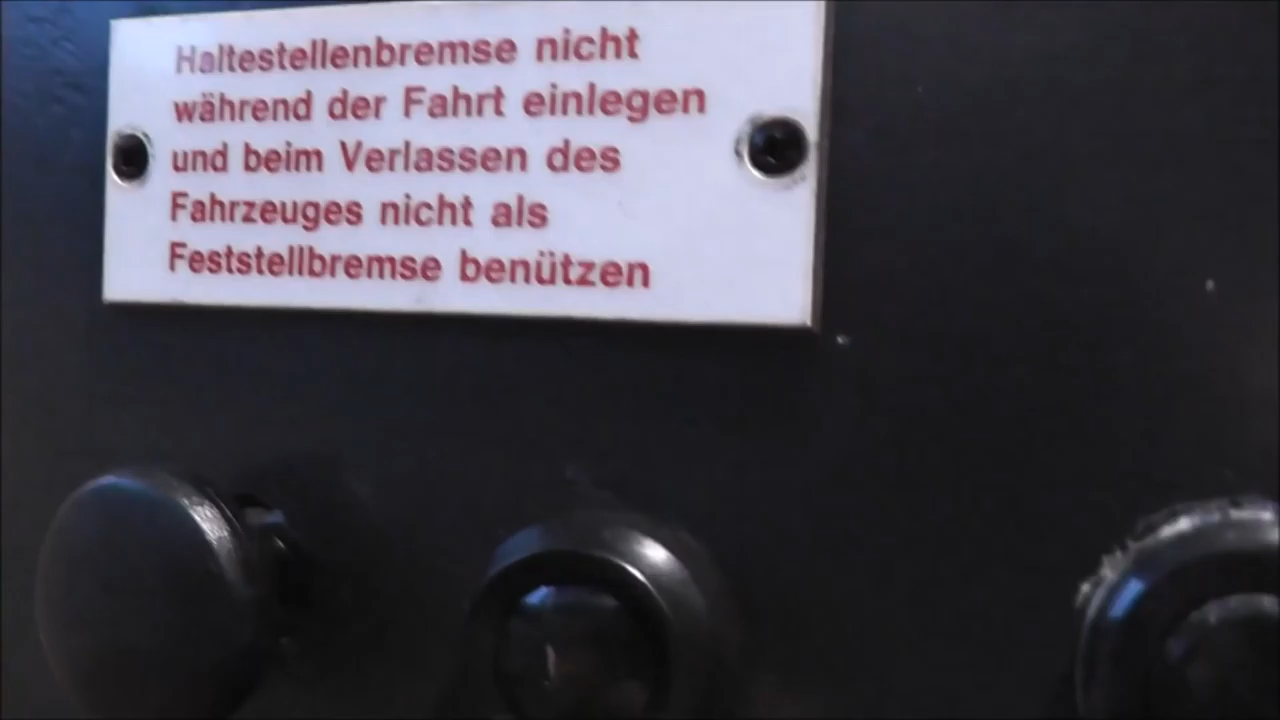 Haltestellenbremse nicht
während der Fahrt einlegen
und beim Verlassen des
Fahrzeuges nicht als
Feststellbremse benützen